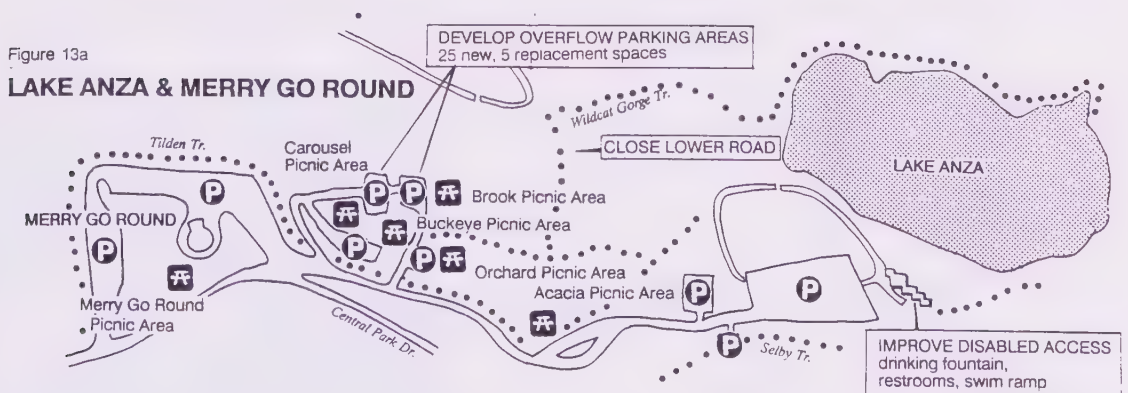 Figure 13a
LAKE ANZA & MERRY GO ROUND
DEVELOP OVERFLOW PARKING AREAS
25 new, 5 replacement spaces
Wildcat Gorge Tr.
CLOSE LOWER ROAD
LAKE ANZA
Tilden Tr.
Carousel
Picnic Area
P
P
P
Brook Picnic Area
MERRY GO ROUND
Buckeye Picnic Area
P
P
P
Orchard Picnic Area
Acacia Picnic Area
P
P
Merry Go Round
Picnic Area
Central Park Dr.
P
Selby Tr.
IMPROVE DISABLED ACCESS
drinking fountain,
restrooms, swim ramp